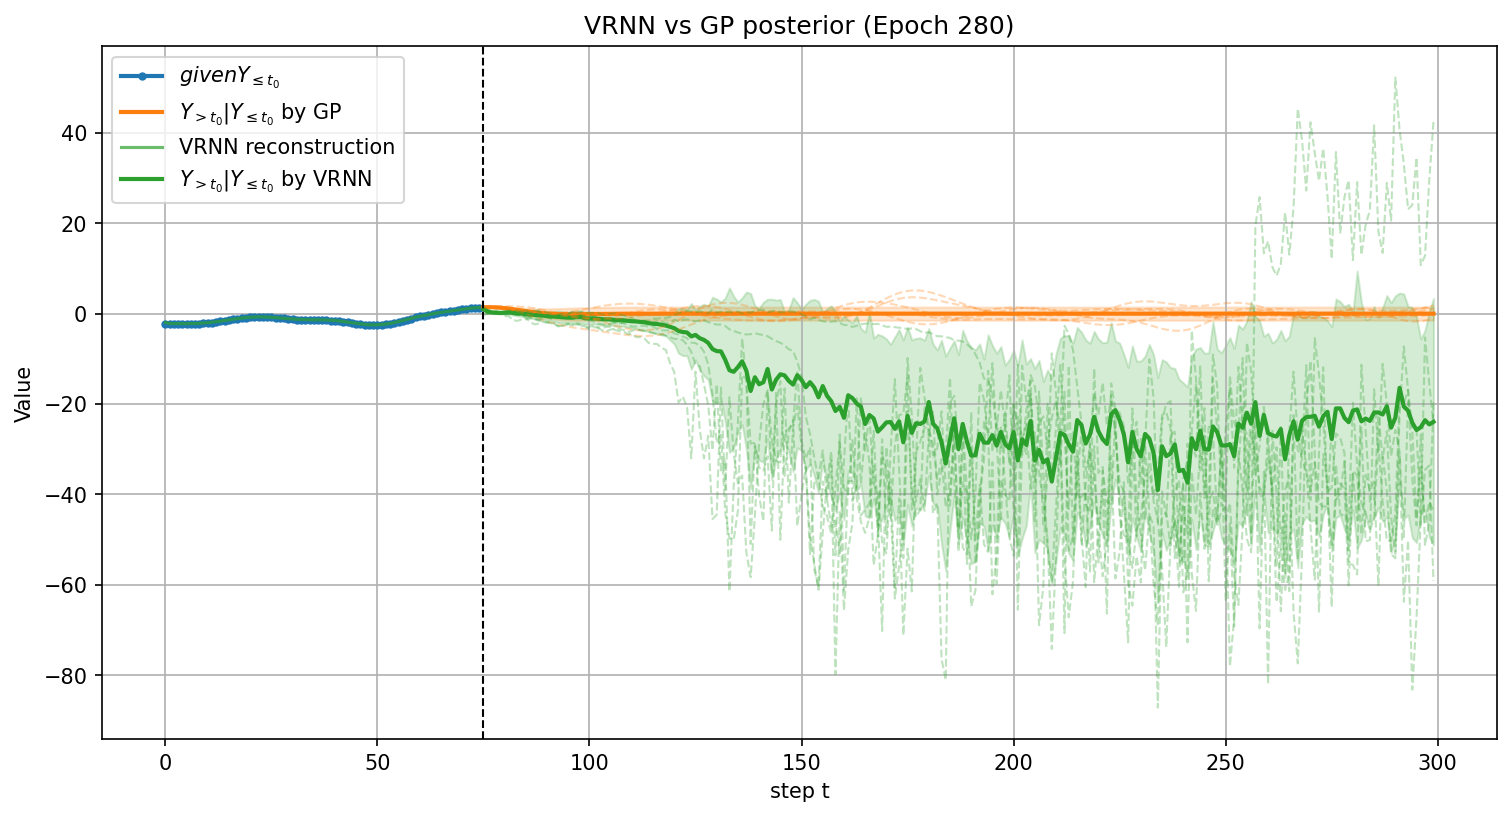 VRNN vs GP posterior (Epoch 280)
givenY≤t₀
Y>t₀|Y≤t₀ by GP
VRNN reconstruction
Y>t₀|Y≤t₀ by VRNN
Value
40
20
0
−20
−40
−60
−80
0 50 100 150 200 250 300
step t